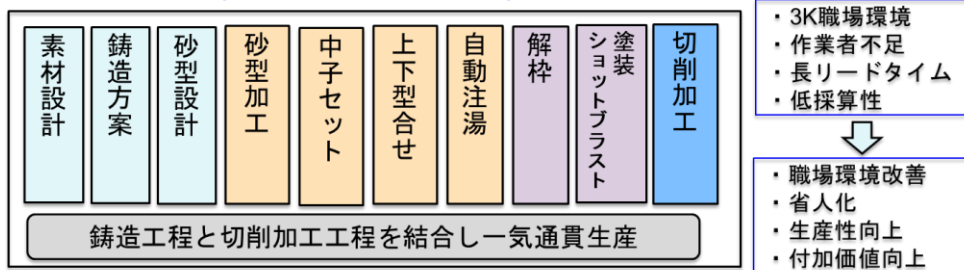 素材設計
鋳造方案
砂型設計
砂型加工
中子セット
上下型合せ
自動注湯
解枠
塗装
ショットブラスト
切削加工
鋳造工程と切削加工工程を結合し一気通貫生産
・3K職場環境
・作業者不足
・長リードタイム
・低採算性
・職場環境改善
・省人化
・生産性向上
・付加価値向上